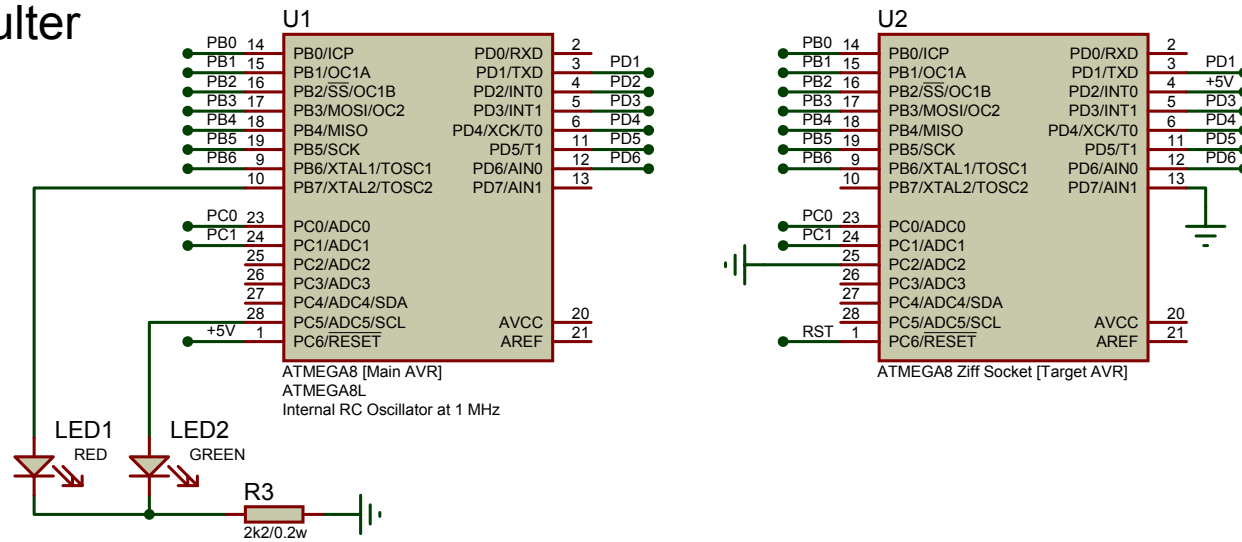 ulter
U1
PB0 14 PB0/ICP PD0/RXD 2
PB1 15 PB1/OC1A PD1/TXD 3 PD1
PB2 16 PB2/SS/OC1B PD2/INT0 4 PD2
PB3 17 PB3/MOSI/OC2 PD3/INT1 5 PD3
PB4 18 PB4/MISO PD4/XCK/T0 6 PD4
PB5 19 PB5/SCK PD5/T1 11 PD5
PB6 9 PB6/XTAL1/TOSC1 PD6/AIN0 12 PD6
10 PB7/XTAL2/TOSC2 PD7/AIN1 13
PC0 23 PC0/ADC0
PC1 24 PC1/ADC1
25 PC2/ADC2
26 PC3/ADC3
27 PC4/ADC4/SDA
28 PC5/ADC5/SCL AVCC 20
+5V 1 PC6/RESET AREF 21
ATMEGA8 [Main AVR]
ATMEGA8L
Internal RC Oscillator at 1 MHz
LED1
RED
LED2
GREEN
R3
2k2/0.2w
U2
PB0 14 PB0/ICP PD0/RXD 2
PB1 15 PB1/OC1A PD1/TXD 3 PD1
PB2 16 PB2/SS/OC1B PD2/INT0 4 +5V
PB3 17 PB3/MOSI/OC2 PD3/INT1 5 PD3
PB4 18 PB4/MISO PD4/XCK/T0 6 PD4
PB5 19 PB5/SCK PD5/T1 11 PD5
PB6 9 PB6/XTAL1/TOSC1 PD6/AIN0 12 PD6
10 PB7/XTAL2/TOSC2 PD7/AIN1 13
PC0 23 PC0/ADC0
PC1 24 PC1/ADC1
25 PC2/ADC2
26 PC3/ADC3
27 PC4/ADC4/SDA
28 PC5/ADC5/SCL AVCC 20
RST 1 PC6/RESET AREF 21
ATMEGA8 Ziff Socket [Target AVR]